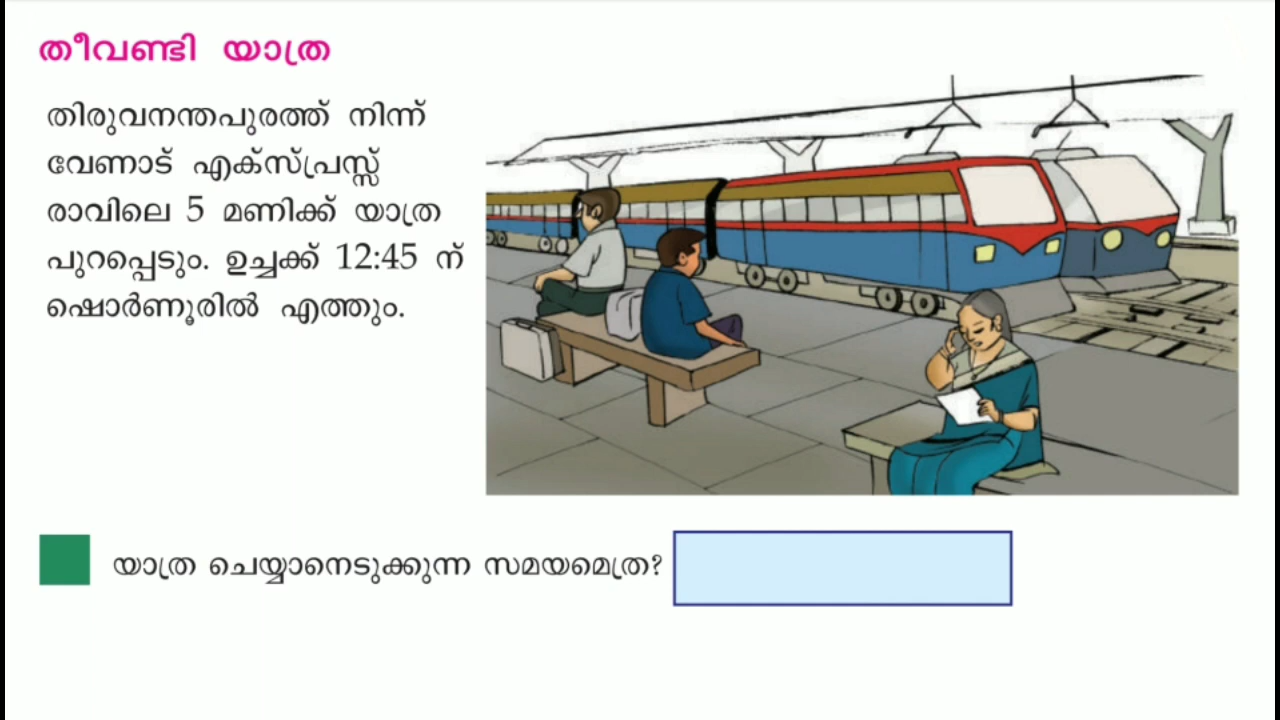 തീവണ്ടി യാത്ര
തിരുവനന്തപുരത്ത് നിന്ന്
വേണാട് എക്സ്പ്രസ്സ്
രാവിലെ 5 മണിക്ക് യാത്ര
പുറപ്പെടും. ഉച്ചക്ക് 12:45 ന്
ഷൊർണൂരിൽ എത്തും.
യാത്ര ചെയ്യാനെടുക്കുന്ന സമയമെത്ര?